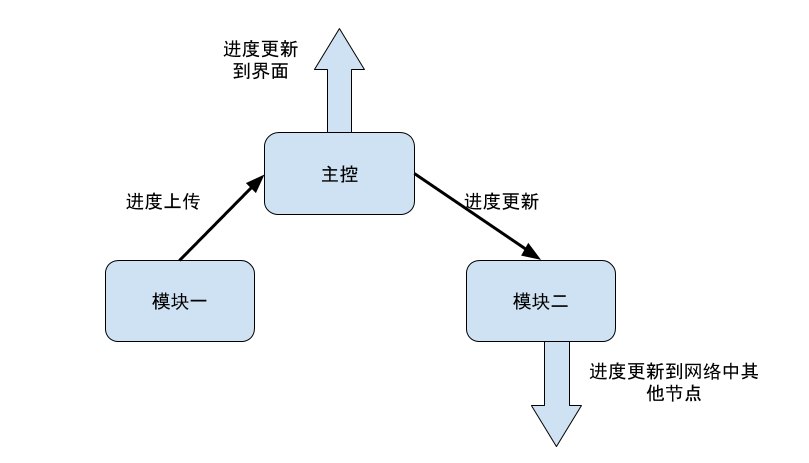 进度更新
到界面
主控
进度上传
进度更新
模块一
模块二
进度更新到网络中其
他节点